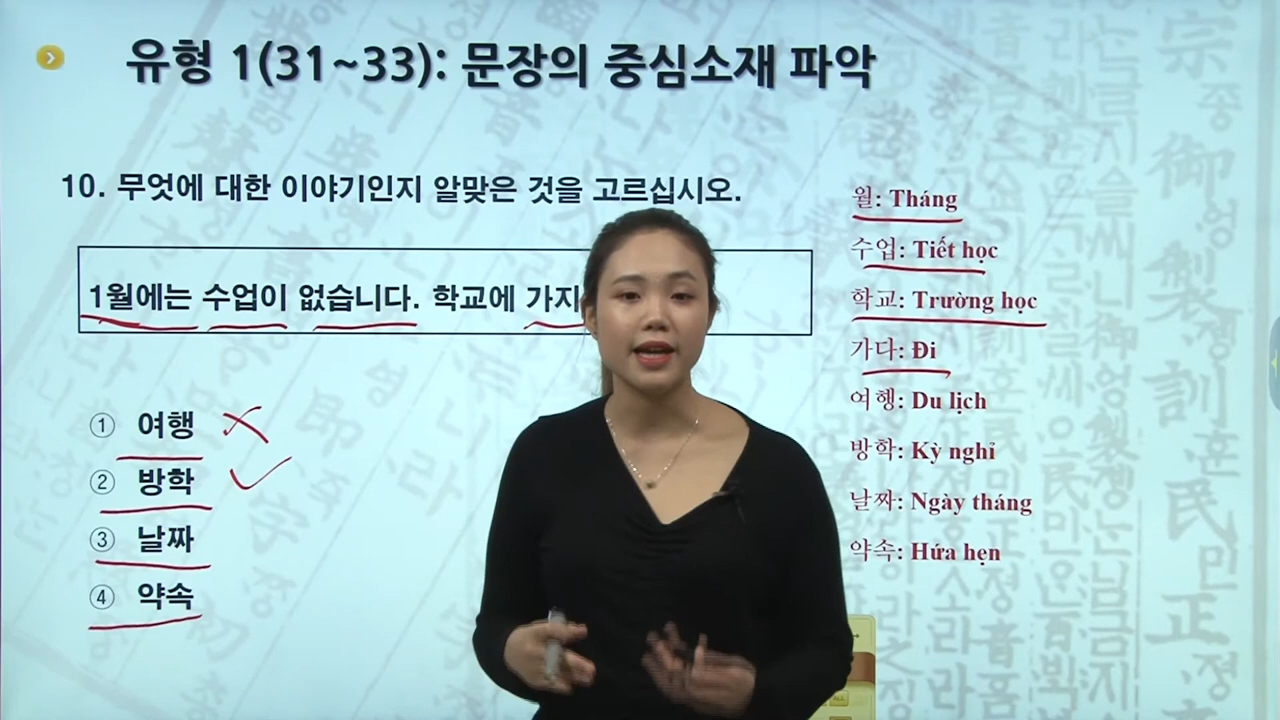 유형 1(31~33): 문장의 중심소재 파악
10. 무엇에 대한 이야기인지 알맞은 것을 고르십시오.
1월에는 수업이 없습니다. 학교에 가지
① 여행
② 방학
③ 날짜
④ 약속
월: Tháng
수업: Tiết học
학교: Trường học
가다: Đi
여행: Du lịch
방학: Kỳ nghỉ
날짜: Ngày tháng
약속: Hứa hẹn